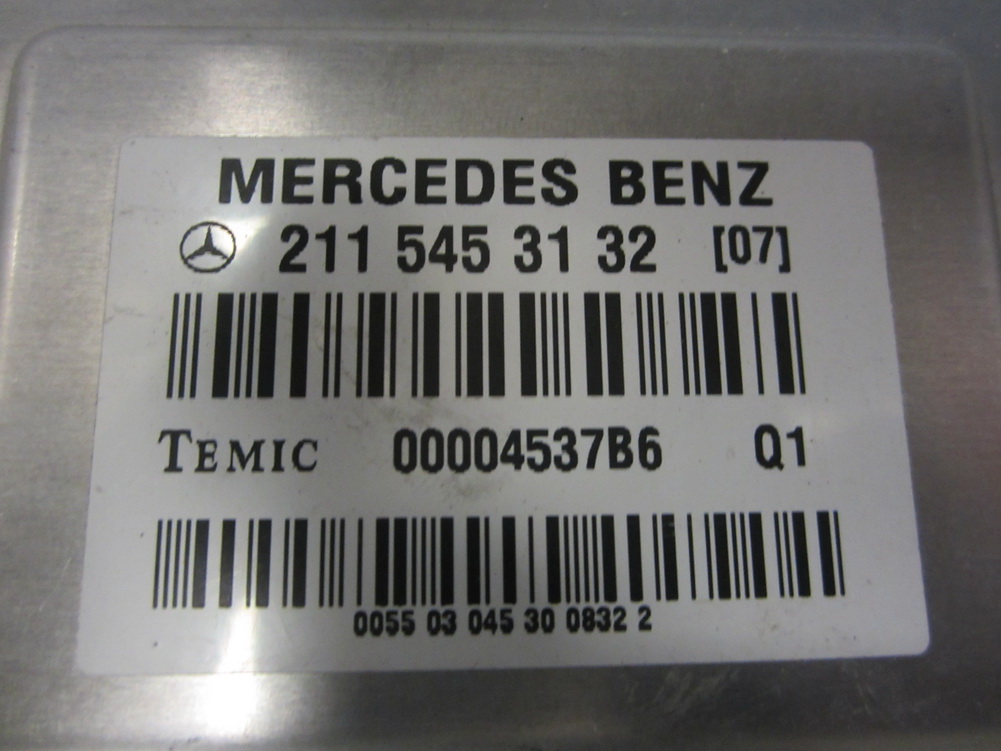 MERCEDES BENZ
211 545 31 32 [07]
TEMIC 00004537B6 Q1
0055 03 045 30 0832 2